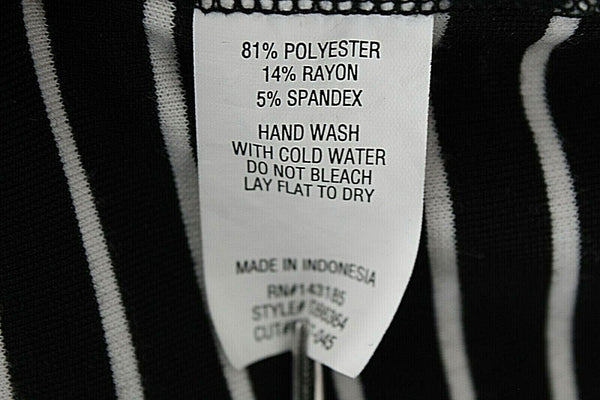 81% POLYESTER
14% RAYON
5% SPANDEX
HAND WASH
WITH COLD WATER
DO NOT BLEACH
LAY FLAT TO DRY
MADE IN INDONESIA
RN#143185
STYLE#